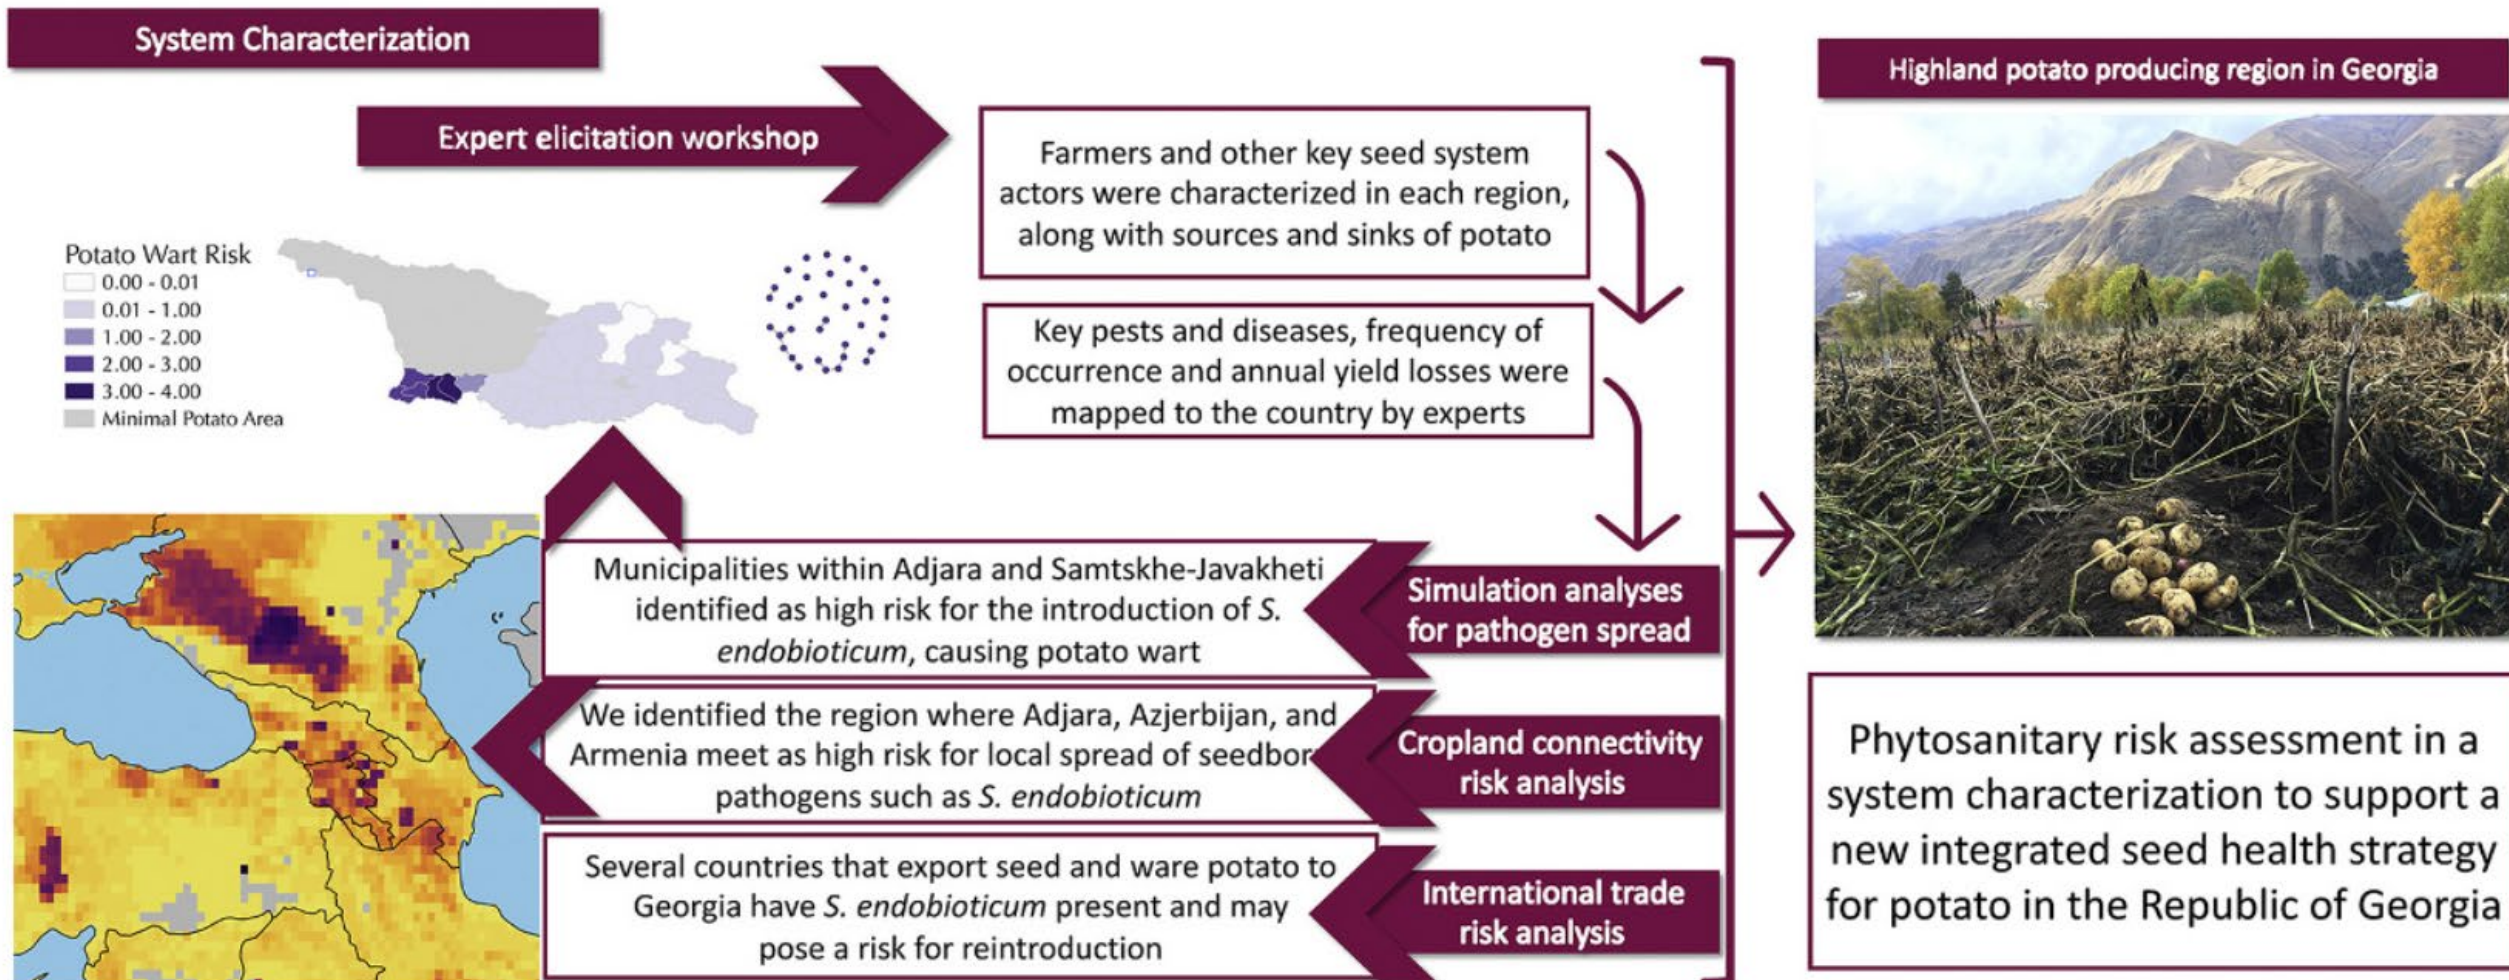 System Characterization
Expert elicitation workshop
Farmers and other key seed system
actors were characterized in each region,
along with sources and sinks of potato
Potato Wart Risk
0.00 - 0.01
0.01 - 1.00
1.00 - 2.00
2.00 - 3.00
3.00 - 4.00
Minimal Potato Area
Key pests and diseases, frequency of
occurrence and annual yield losses were
mapped to the country by experts
Municipalities within Adjara and Samtskhe-Javakheti
identified as high risk for the introduction of S.
endobioticum, causing potato wart
Simulation analyses
for pathogen spread
We identified the region where Adjara, Azjerbijan, and
Armenia meet as high risk for local spread of seedbor
pathogens such as S. endobioticum
Cropland connectivity
risk analysis
Several countries that export seed and ware potato to
Georgia have S. endobioticum present and may
pose a risk for reintroduction
International trade
risk analysis
Highland potato producing region in Georgia
Phytosanitary risk assessment in a
system characterization to support a
new integrated seed health strategy
for potato in the Republic of Georgia